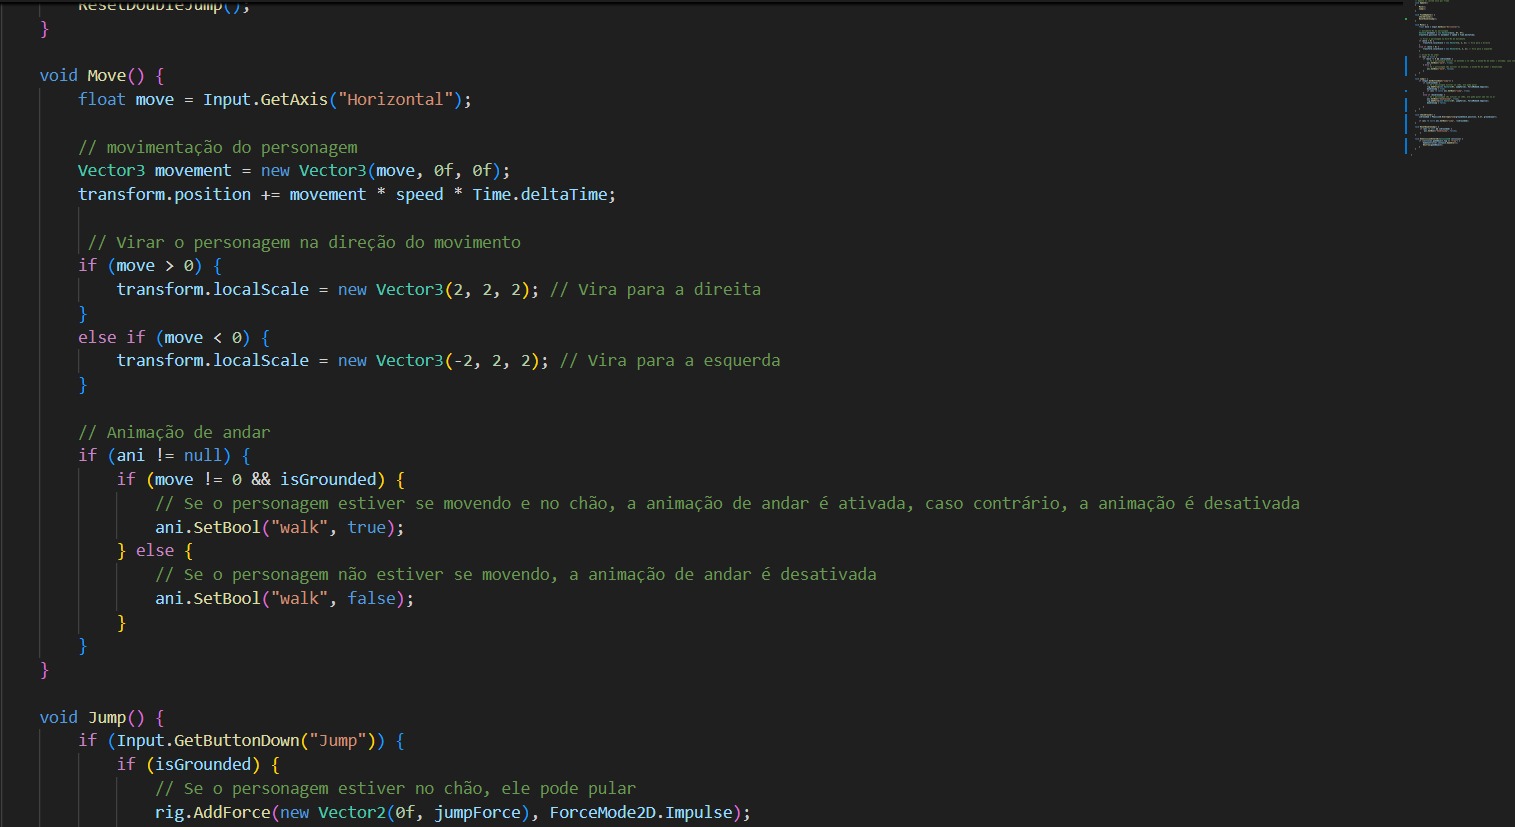 ResetDoubleJump();
}
void Move() {
float move = Input.GetAxis("Horizontal");
// movimentação do personagem
Vector3 movement = new Vector3(move, 0f, 0f);
transform.position += movement * speed * Time.deltaTime;
// Virar o personagem na direção do movimento
if (move > 0) {
transform.localScale = new Vector3(2, 2, 2); // Vira para a direita
}
else if (move < 0) {
transform.localScale = new Vector3(-2, 2, 2); // Vira para a esquerda
}
// Animação de andar
if (ani != null) {
if (move != 0 && isGrounded) {
// Se o personagem estiver se movendo e no chão, a animação de andar é ativada, caso contrário, a animação é desativada
ani.SetBool("walk", true);
} else {
// Se o personagem não estiver se movendo, a animação de andar é desativada
ani.SetBool("walk", false);
}
}
}
void Jump() {
if (Input.GetButtonDown("Jump")) {
if (isGrounded) {
// Se o personagem estiver no chão, ele pode pular
rig.AddForce(new Vector2(0f, jumpForce), ForceMode2D.Impulse);